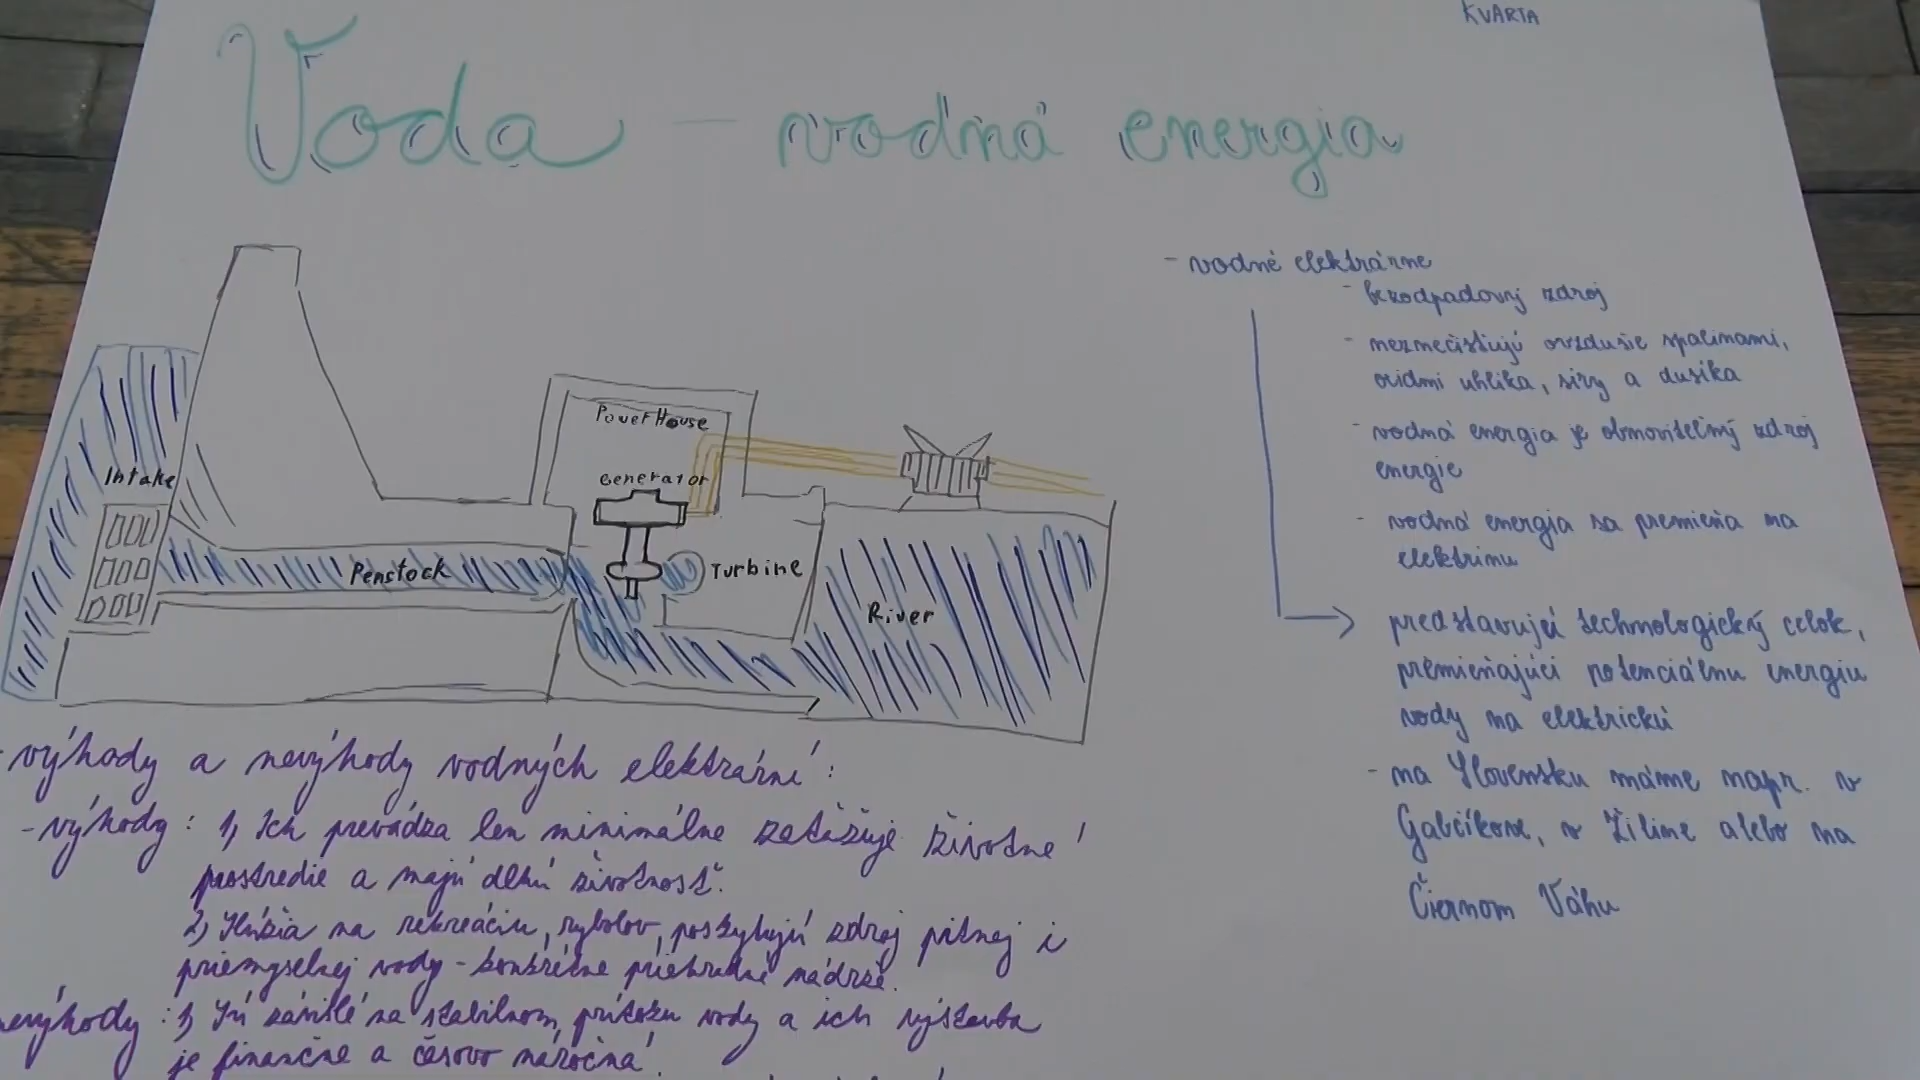 KVARTA
Voda - vodná energia
- vodné elektrárne
- bezodpadový zdroj
- neznečisťujú ovzdušie spalinami,
oxidmi uhlíka, síry a dusíka
- vodná energia je obnoviteľný zdroj
energie
- vodná energia sa premieňa na
elektrinu
predstavujú technologický celok,
premieňajúci potenciálnu energiu
vody na elektrickú
- na Slovensku máme napr. v
Gabčíkove, v Žiline alebo na
Čiernom Váhu
Intake
Penstock
PowerHouse
Generator
Turbine
River
- výhody a nevýhody vodných elektrární:
- výhody: 1, Ich prevádza len minimálne zaťažuje životné
prostredie a majú dlhú životnosť.
2, Slúžia na rekreáciu, rybolov, poskytujú zdroj pitnej i
priemyselnej vody - konkrétne priehradné nádrže.
nevýhody: 1, Sú závislé na stabilnom prítoku vody a ich výstavba
je finančne a časovo náročná.